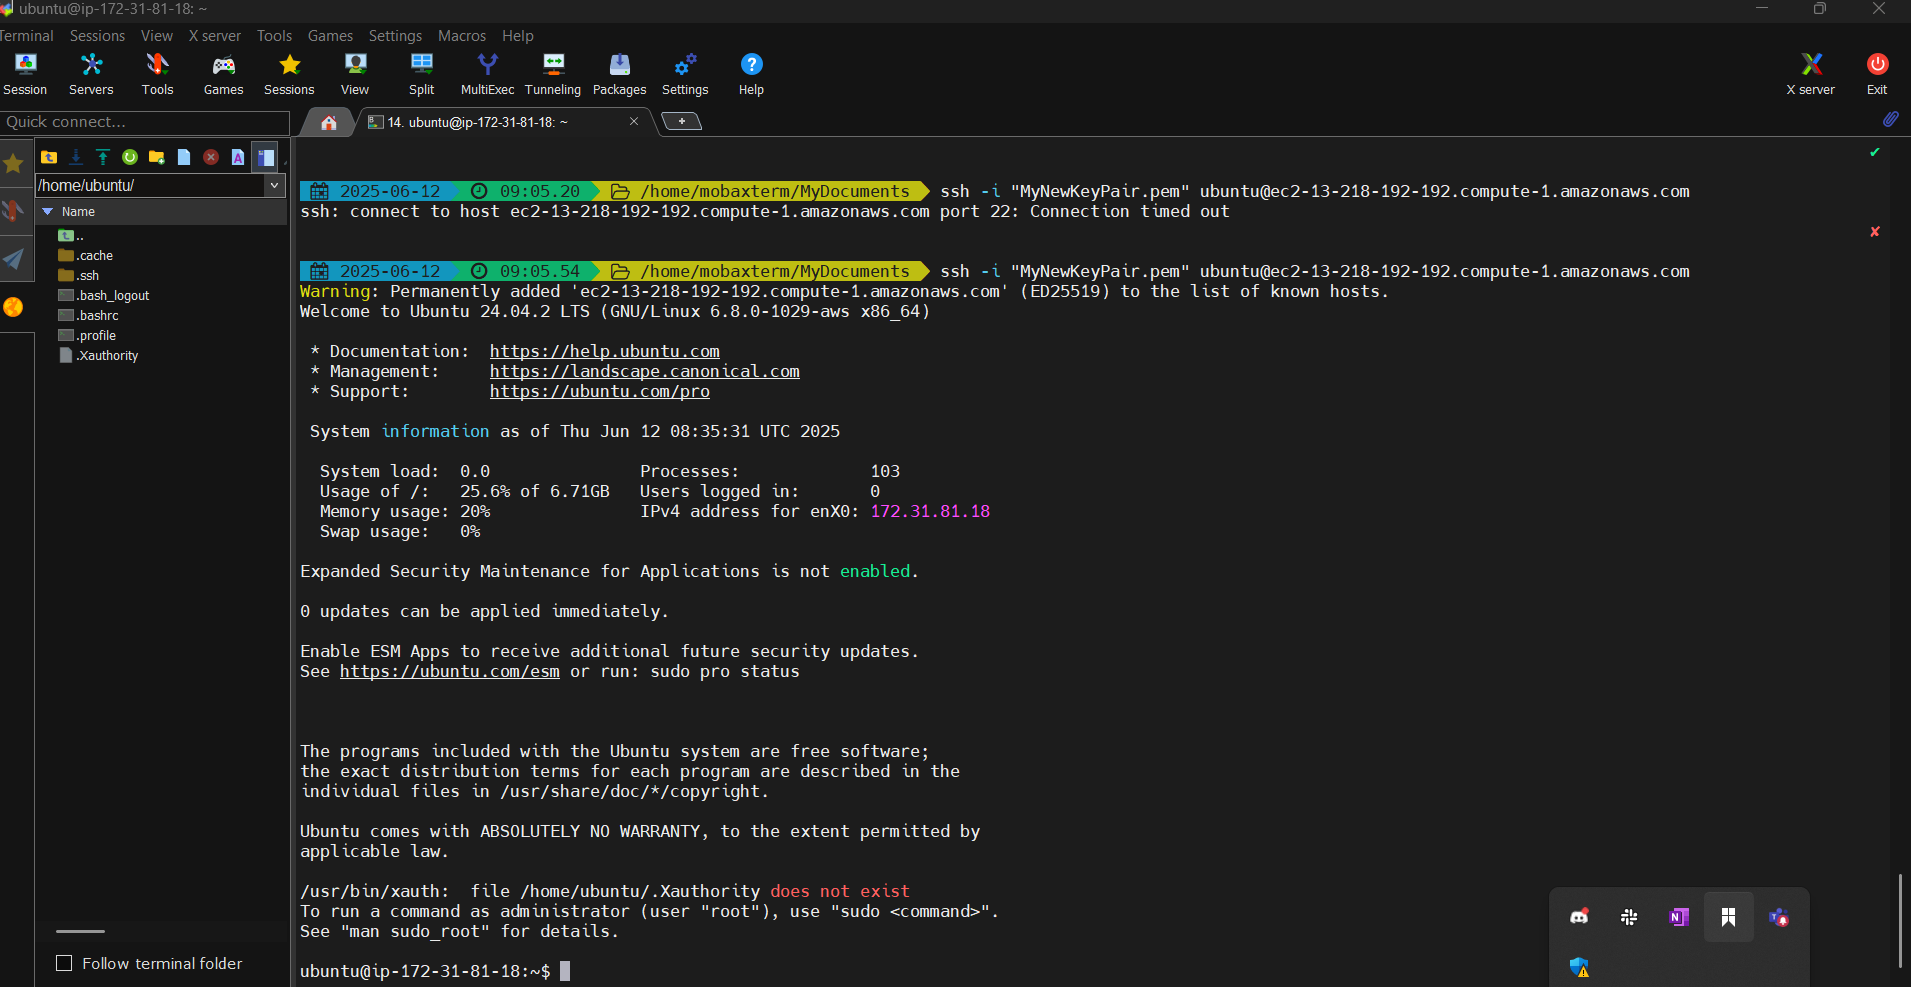 ubuntu@ip-172-31-81-18: ~
Terminal Sessions View X server Tools Games Settings Macros Help
Session Servers Tools Games Sessions View Split MultiExec Tunneling Packages Settings Help X server Exit
Quick connect...
14. ubuntu@ip-172-31-81-18: ~
/home/ubuntu/
Name
..
.cache
.ssh
.bash_logout
.bashrc
.profile
.Xauthority
Follow terminal folder
2025-06-12 09:05.20 /home/mobaxterm/MyDocuments ssh -i "MyNewKeyPair.pem" ubuntu@ec2-13-218-192-192.compute-1.amazonaws.com
ssh: connect to host ec2-13-218-192-192.compute-1.amazonaws.com port 22: Connection timed out
2025-06-12 09:05.54 /home/mobaxterm/MyDocuments ssh -i "MyNewKeyPair.pem" ubuntu@ec2-13-218-192-192.compute-1.amazonaws.com
Warning: Permanently added 'ec2-13-218-192-192.compute-1.amazonaws.com' (ED25519) to the list of known hosts.
Welcome to Ubuntu 24.04.2 LTS (GNU/Linux 6.8.0-1029-aws x86_64)
* Documentation: https://help.ubuntu.com
* Management: https://landscape.canonical.com
* Support: https://ubuntu.com/pro
System information as of Thu Jun 12 08:35:31 UTC 2025
System load: 0.0 Processes: 103
Usage of /: 25.6% of 6.71GB Users logged in: 0
Memory usage: 20% IPv4 address for enX0: 172.31.81.18
Swap usage: 0%
Expanded Security Maintenance for Applications is not enabled.
0 updates can be applied immediately.
Enable ESM Apps to receive additional future security updates.
See https://ubuntu.com/esm or run: sudo pro status
The programs included with the Ubuntu system are free software;
the exact distribution terms for each program are described in the
individual files in /usr/share/doc/*/copyright.
Ubuntu comes with ABSOLUTELY NO WARRANTY, to the extent permitted by
applicable law.
/usr/bin/xauth: file /home/ubuntu/.Xauthority does not exist
To run a command as administrator (user "root"), use "sudo <command>".
See "man sudo_root" for details.
ubuntu@ip-172-31-81-18:~$